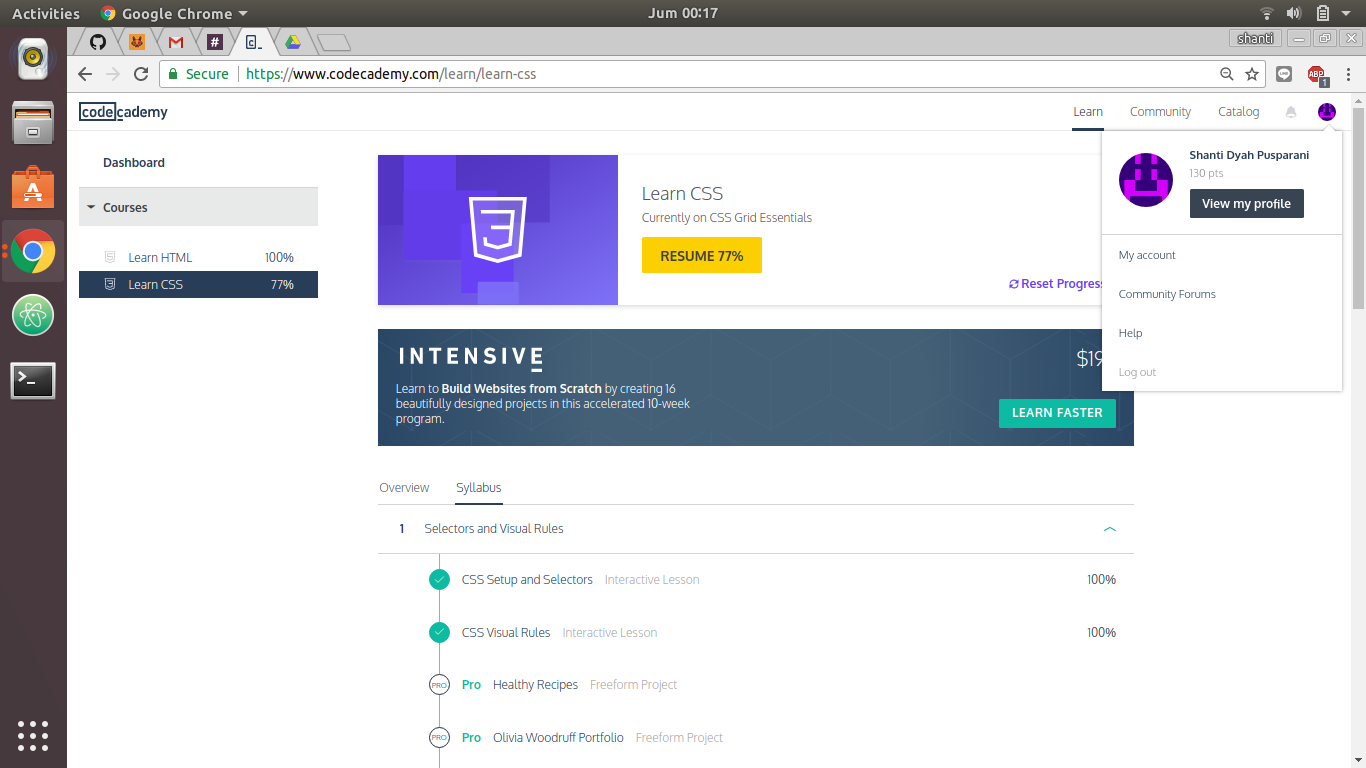 Activities Google Chrome Jum 00:17
shanti
Secure https://www.codecademy.com/learn/learn-css ABP 1
codecademy Learn Community Catalog
Dashboard
Courses
Learn HTML 100%
Learn CSS 77%
Learn CSS
Currently on CSS Grid Essentials
RESUME 77%
Reset Progress
Shanti Dyah Pusparani
130 pts
View my profile
My account
Community Forums
Help
Log out
INTENSIVE
Learn to Build Websites from Scratch by creating 16
beautifully designed projects in this accelerated 10-week
program.
$19
LEARN FASTER
Overview Syllabus
1 Selectors and Visual Rules
CSS Setup and Selectors Interactive Lesson 100%
CSS Visual Rules Interactive Lesson 100%
PRO Pro Healthy Recipes Freeform Project
PRO Pro Olivia Woodruff Portfolio Freeform Project